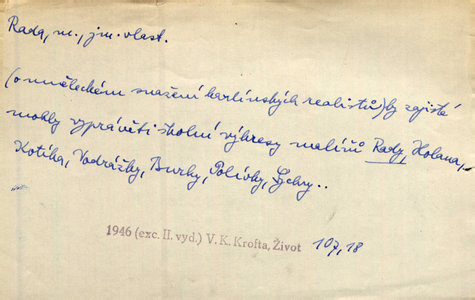 Rada, m., jm. vlast.
(o uměleckém snažení karlínských realistů) by zajisté
mohly vyprávěti školní výkresy malířů Rady, Holana,
Kotíka, Vodrážky, Burky, Polívky, ..
1946 (exc. II. vyd.) V. K. Krofta, Život 107,18